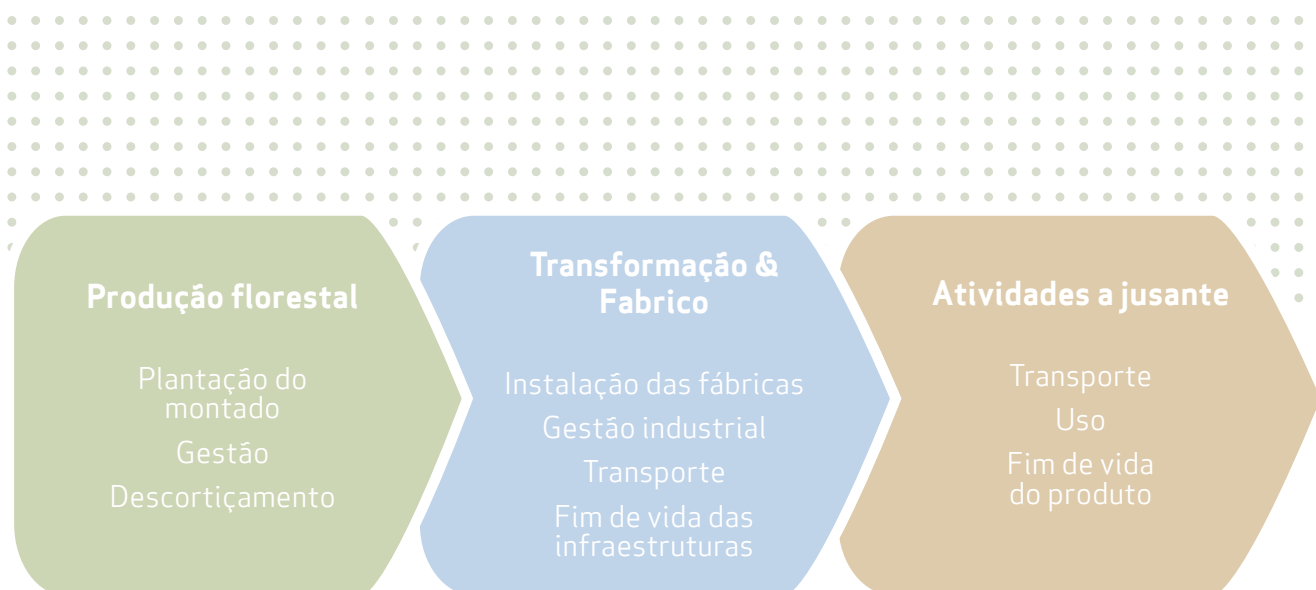 Produção florestal
Plantação do
montado
Gestão
Descortiçamento
Transformação &
Fabrico
Instalação das fábricas
Gestão industrial
Transporte
Fim de vida das
infraestruturas
Atividades a jusante
Transporte
Uso
Fim de vida
do produto